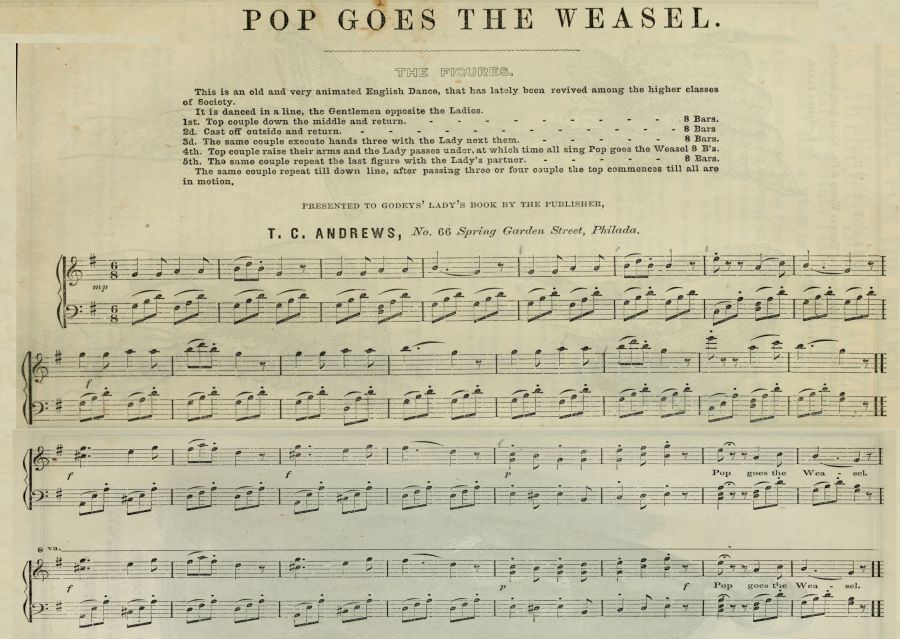 POP GOES THE WEASEL.
THE FIGURES.
This is an old and very animated English Dance, that has lately been revived among the higher classes
of Society.
It is danced in a line, the Gentlemen opposite the Ladies.
1st. Top couple down the middle and return. - - - - - - - 8 Bars.
2d. Cast off outside and return. - - - - - - - - 8 Bars
3d. The same couple execute hands three with the Lady next them. - - - - 8 Bars.
4th. Top couple raise their arms and the Lady passes under, at which time all sing Pop goes the Weasel 8 B's.
5th. The same couple repeat the last figure with the Lady's partner. - - - - 8 Bars.
The same couple repeat till down line, after passing three or four couple the top commences till all are
in motion.
PRESENTED TO GODEYS' LADY'S BOOK BY THE PUBLISHER,
T. C. ANDREWS, No. 66 Spring Garden Street, Philada.
6
8
mp
6
8
f
f f p
Pop goes the Wea - sel.
8 va.
f p f
Pop goes the Wea - sel.